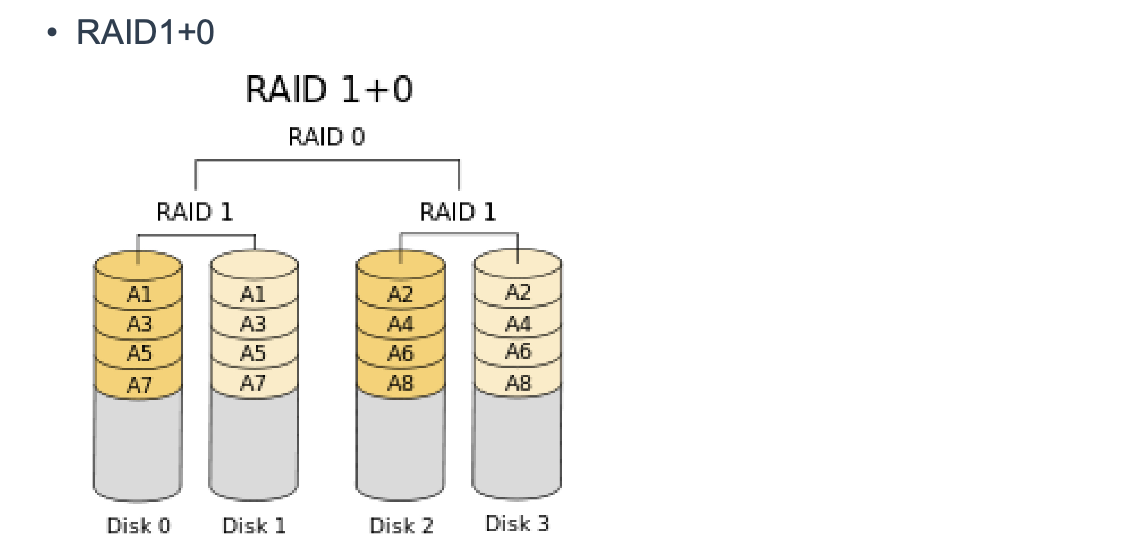 • RAID1+0
RAID 1+0
RAID 0
RAID 1 RAID 1
A1 A1 A2 A2
A3 A3 A4 A4
A5 A5 A6 A6
A7 A7 A8 A8
Disk 0 Disk 1 Disk 2 Disk 3